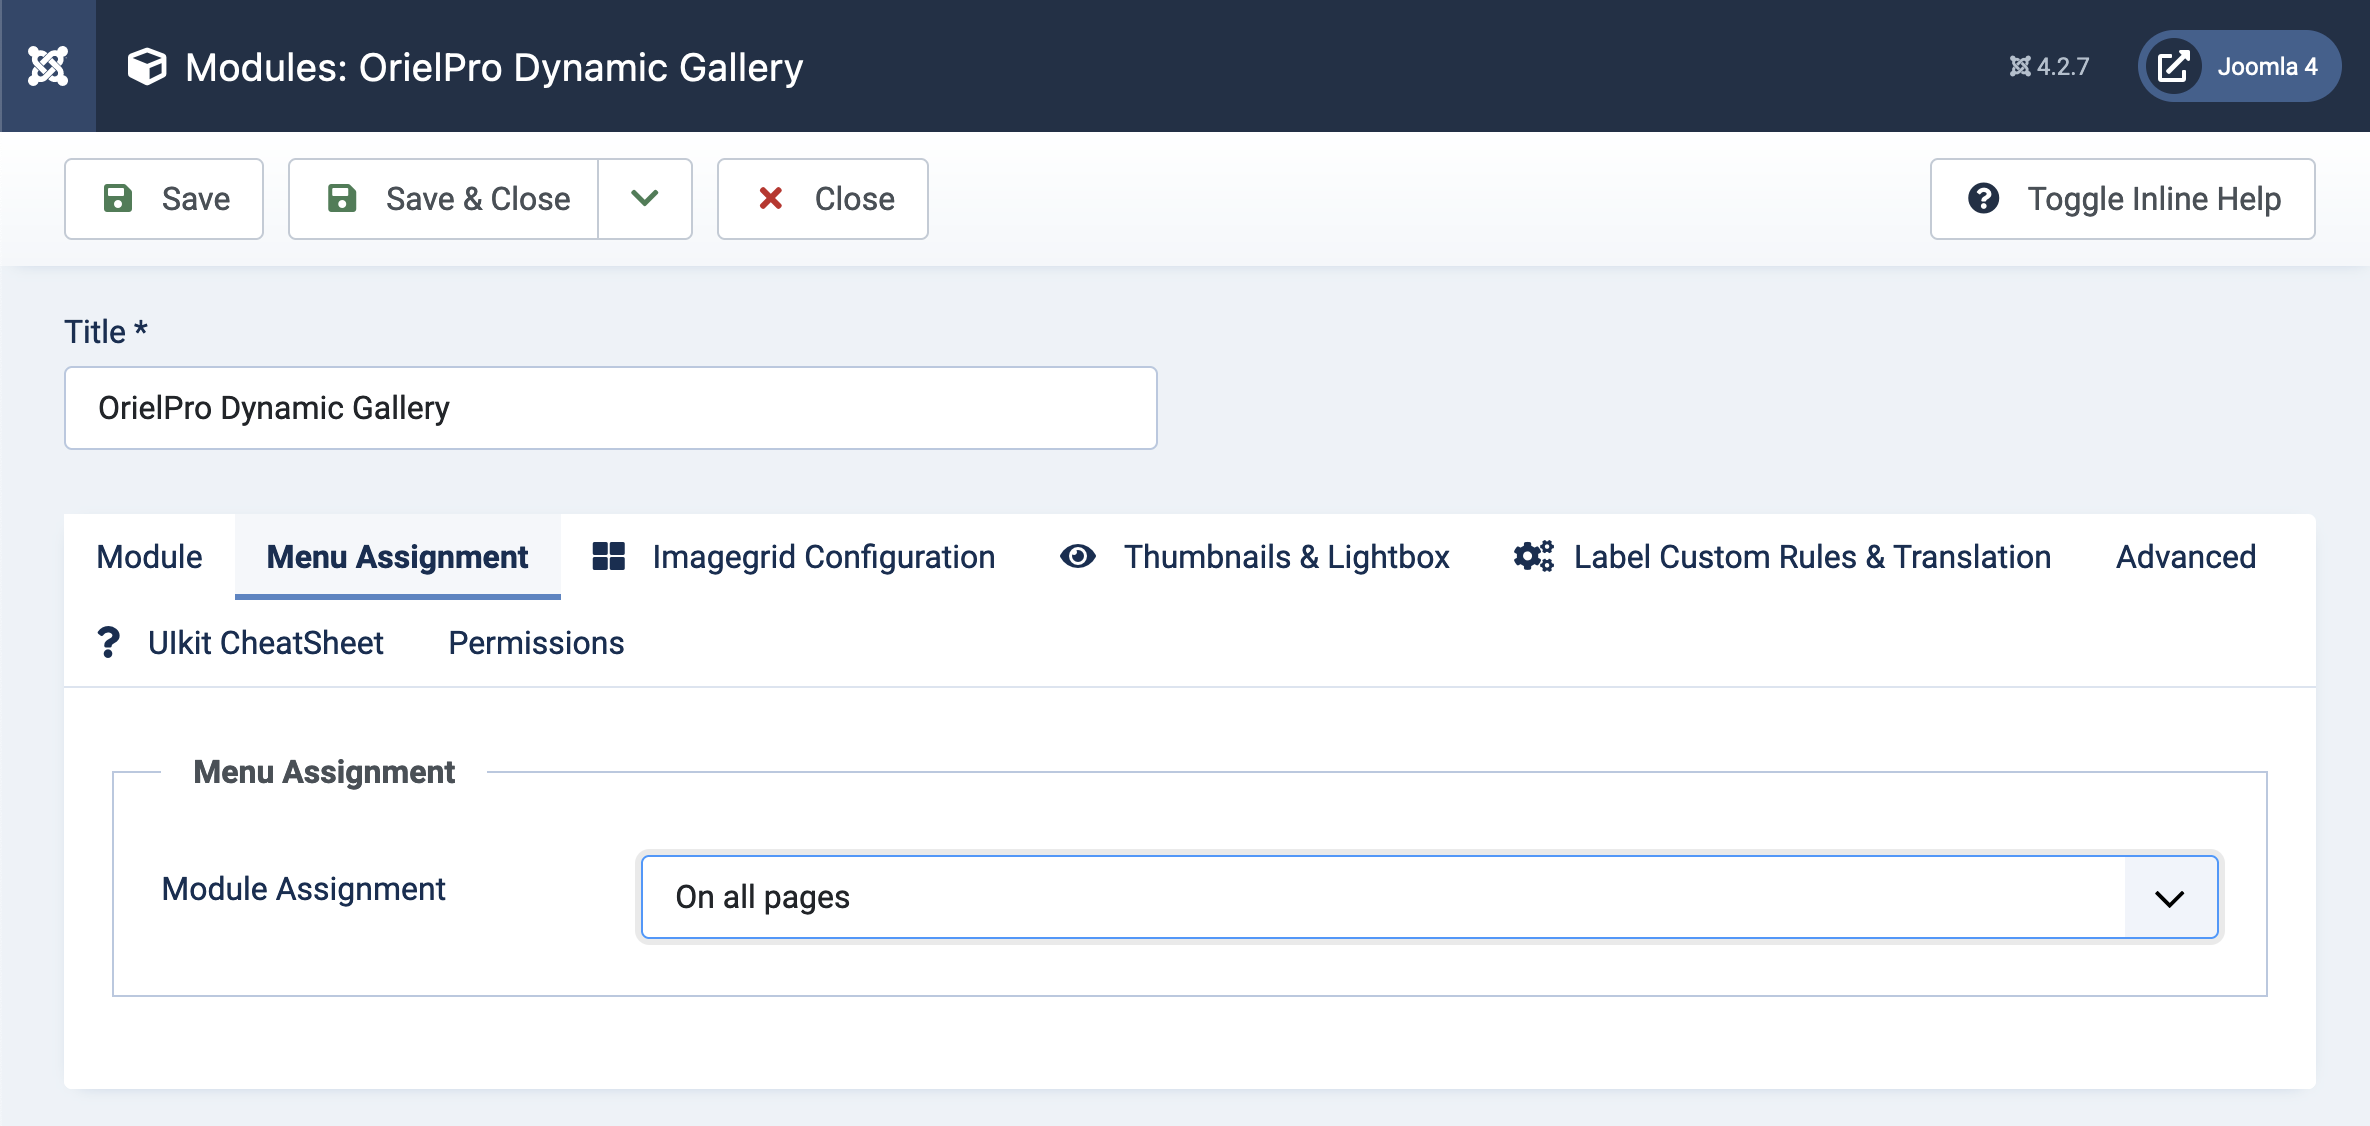 Modules: OrielPro Dynamic Gallery
4.2.7
Joomla 4
Save
Save & Close
Close
Toggle Inline Help
Title *
OrielPro Dynamic Gallery
Module
Menu Assignment
Imagegrid Configuration
Thumbnails & Lightbox
Label Custom Rules & Translation
Advanced
UIkit CheatSheet
Permissions
Menu Assignment
Module Assignment
On all pages